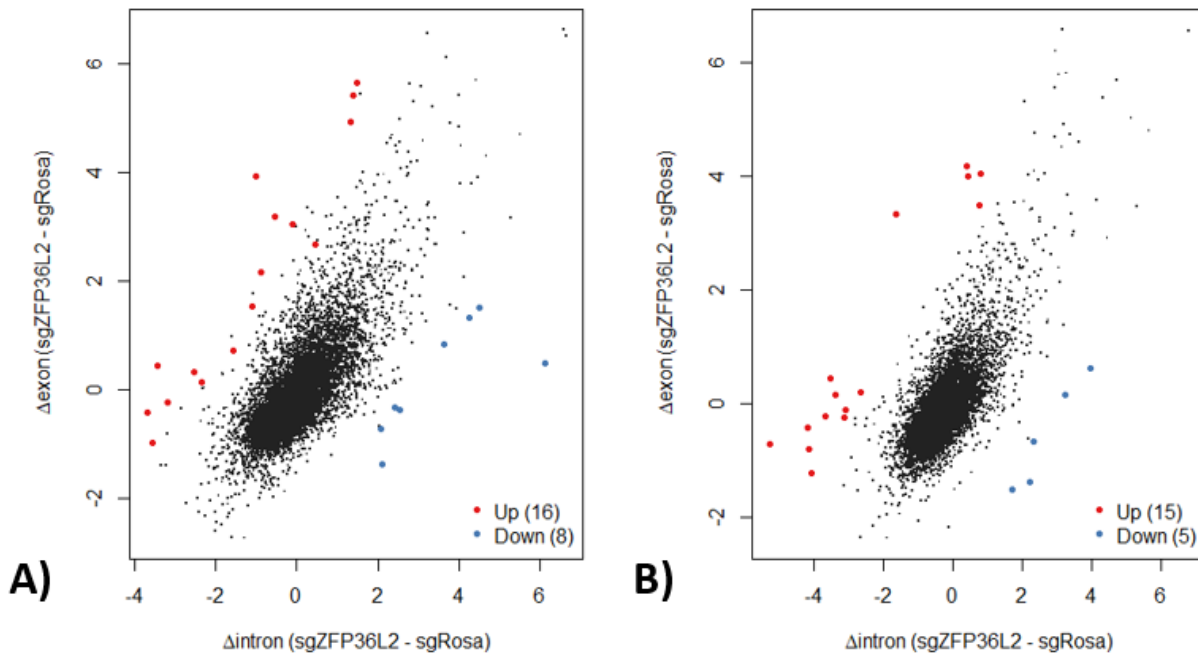 6
4
2
0
-2
Δexon (sgZFP36L2 - sgRosa)
Up (16)
Down (8)
-4 -2 0 2 4 6
Δintron (sgZFP36L2 - sgRosa)
A)
6
4
2
0
-2
Δexon (sgZFP36L2 - sgRosa)
Up (15)
Down (5)
-4 -2 0 2 4 6
Δintron (sgZFP36L2 - sgRosa)
B)